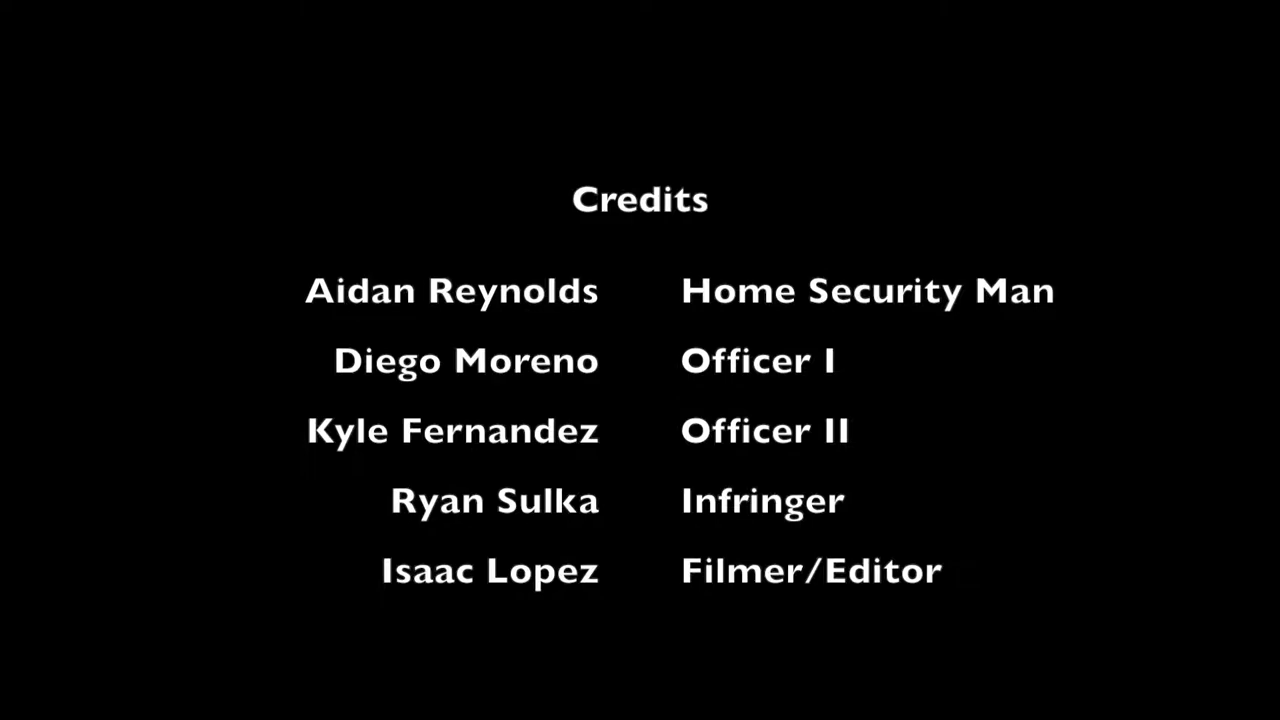 Credits
Aidan Reynolds Home Security Man
Diego Moreno Officer I
Kyle Fernandez Officer II
Ryan Sulka Infringer
Isaac Lopez Filmer/Editor